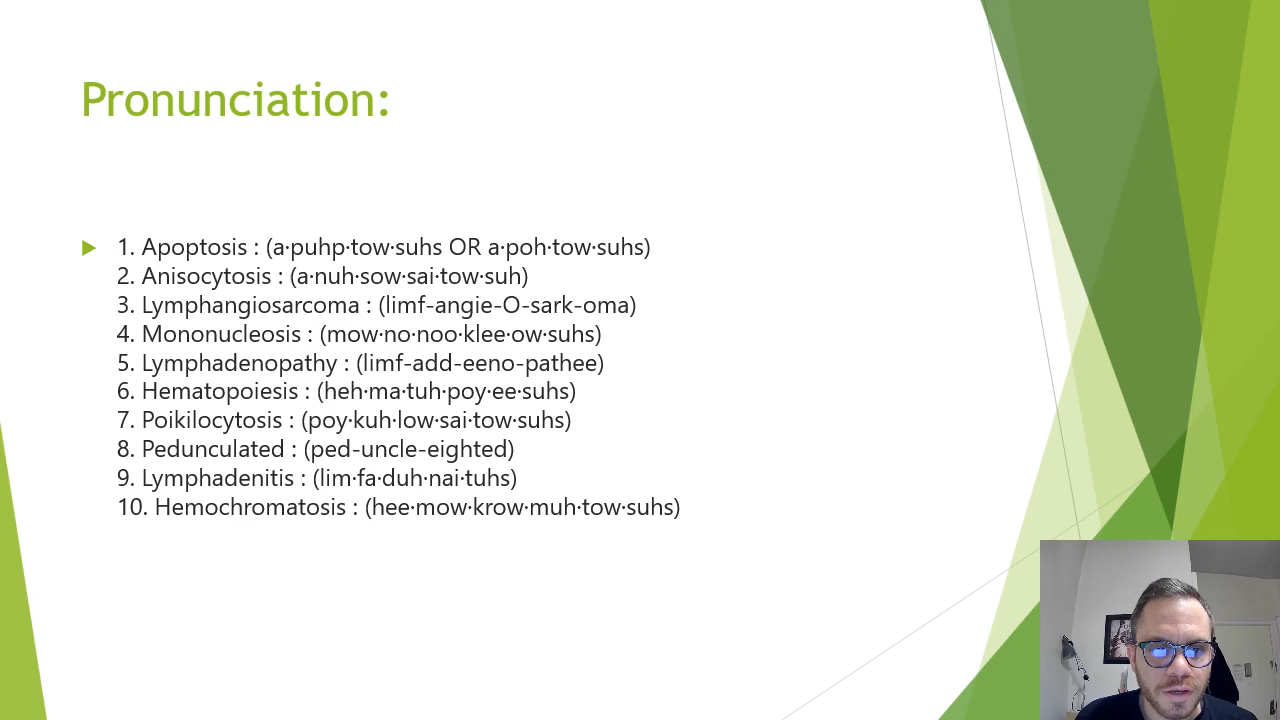 Pronunciation:
1. Apoptosis : (a·puhp·tow·suhs OR a·poh·tow·suhs)
2. Anisocytosis : (a·nuh·sow·sai·tow·suh)
3. Lymphangiosarcoma : (limf-angie-O-sark-oma)
4. Mononucleosis : (mow·no·noo·klee·ow·suhs)
5. Lymphadenopathy : (limf-add-eeno-pathee)
6. Hematopoiesis : (heh·ma·tuh·poy·ee·suhs)
7. Poikilocytosis : (poy·kuh·low·sai·tow·suhs)
8. Pedunculated : (ped-uncle-eighted)
9. Lymphadenitis : (lim·fa·duh·nai·tuhs)
10. Hemochromatosis : (hee·mow·krow·muh·tow·suhs)